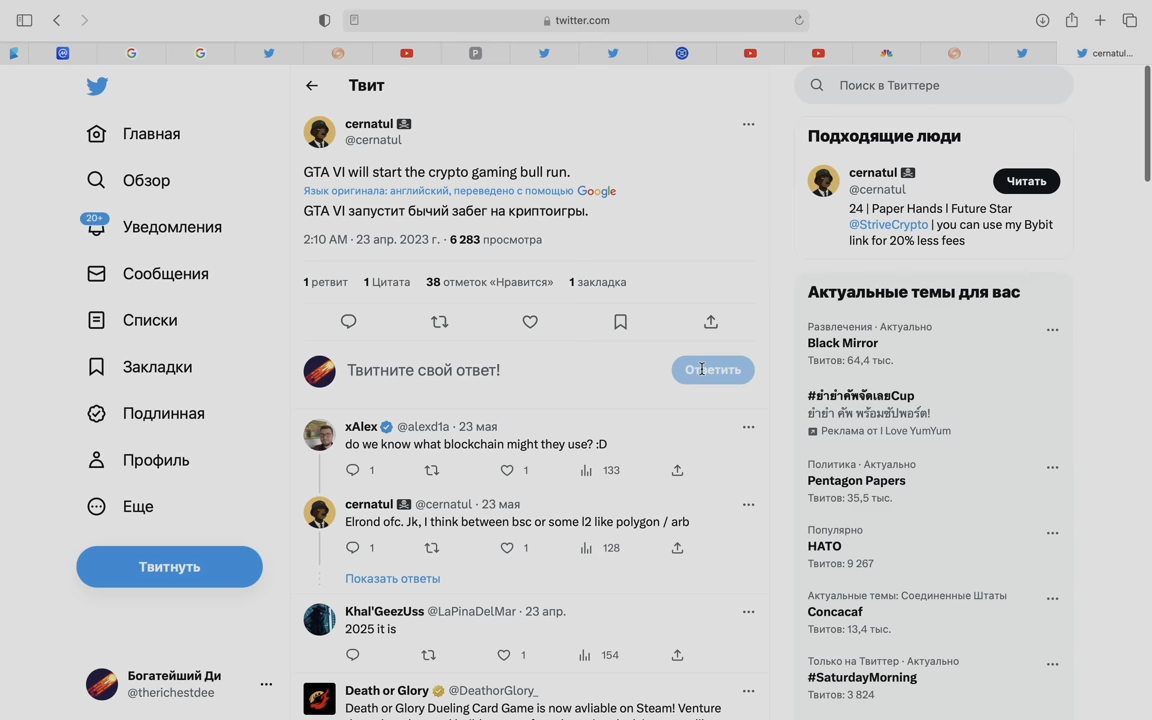 twitter.com
cernatul...
Твит
cernatul
@cernatul
GTA VI will start the crypto gaming bull run.
Язык оригинала: английский, переведено с помощью Google
GTA VI запустит бычий забег на криптоигры.
2:10 AM · 23 апр. 2023 г. · 6 283 просмотра
1 ретвит 1 Цитата 38 отметок «Нравится» 1 закладка
Твитните свой ответ!
Ответить
xAlex @alexd1a · 23 мая
do we know what blockchain might they use? :D
1 1 133
cernatul @cernatul · 23 мая
Elrond ofc. Jk, I think between bsc or some l2 like polygon / arb
1 1 128
Показать ответы
Khal'GeezUss @LaPinaDelMar · 23 апр.
2025 it is
1 154
Death or Glory @DeathorGlory_
Death or Glory Dueling Card Game is now avliable on Steam! Venture
Главная
Обзор
20+
Уведомления
Сообщения
Списки
Закладки
Подлинная
Профиль
Еще
Твитнуть
Богатейший Ди
@therichestdee
Поиск в Твиттере
Подходящие люди
cernatul
@cernatul
Читать
24 | Paper Hands I Future Star
@StriveCrypto | you can use my Bybit
link for 20% less fees
Актуальные темы для вас
Развлечения · Актуально
Black Mirror
Твитов: 64,4 тыс.
#ยำยำคัพจัดเลยCup
ยำยำ คัพ พร้อมซัปพอร์ต!
Реклама от I Love YumYum
Политика · Актуально
Pentagon Papers
Твитов: 35,5 тыс.
Популярно
НАТО
Твитов: 9 267
Актуальные темы: Соединенные Штаты
Concacaf
Твитов: 13,4 тыс.
Только на Твиттер · Актуально
#SaturdayMorning
Твитов: 3 824